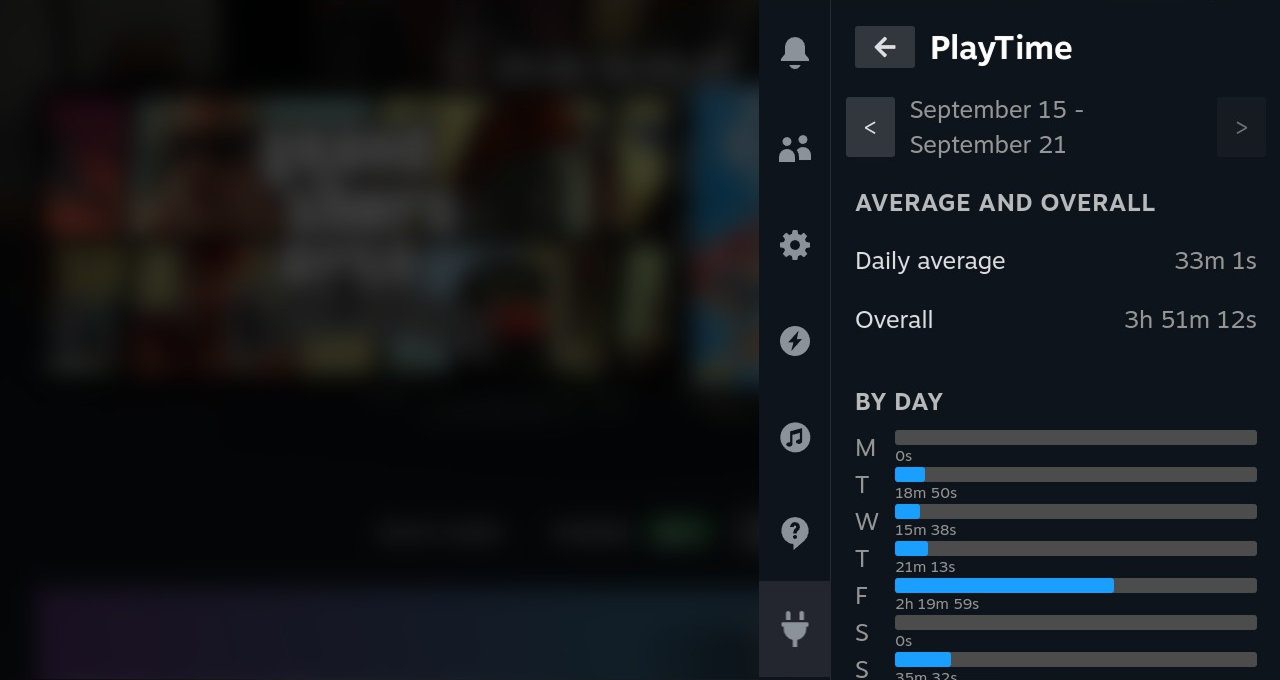 PlayTime
<
September 15 -
September 21
>
AVERAGE AND OVERALL
Daily average 33m 1s
Overall 3h 51m 12s
BY DAY
M
0s
T
18m 50s
W
15m 38s
T
21m 13s
F
2h 19m 59s
S
0s
S
35m 32s